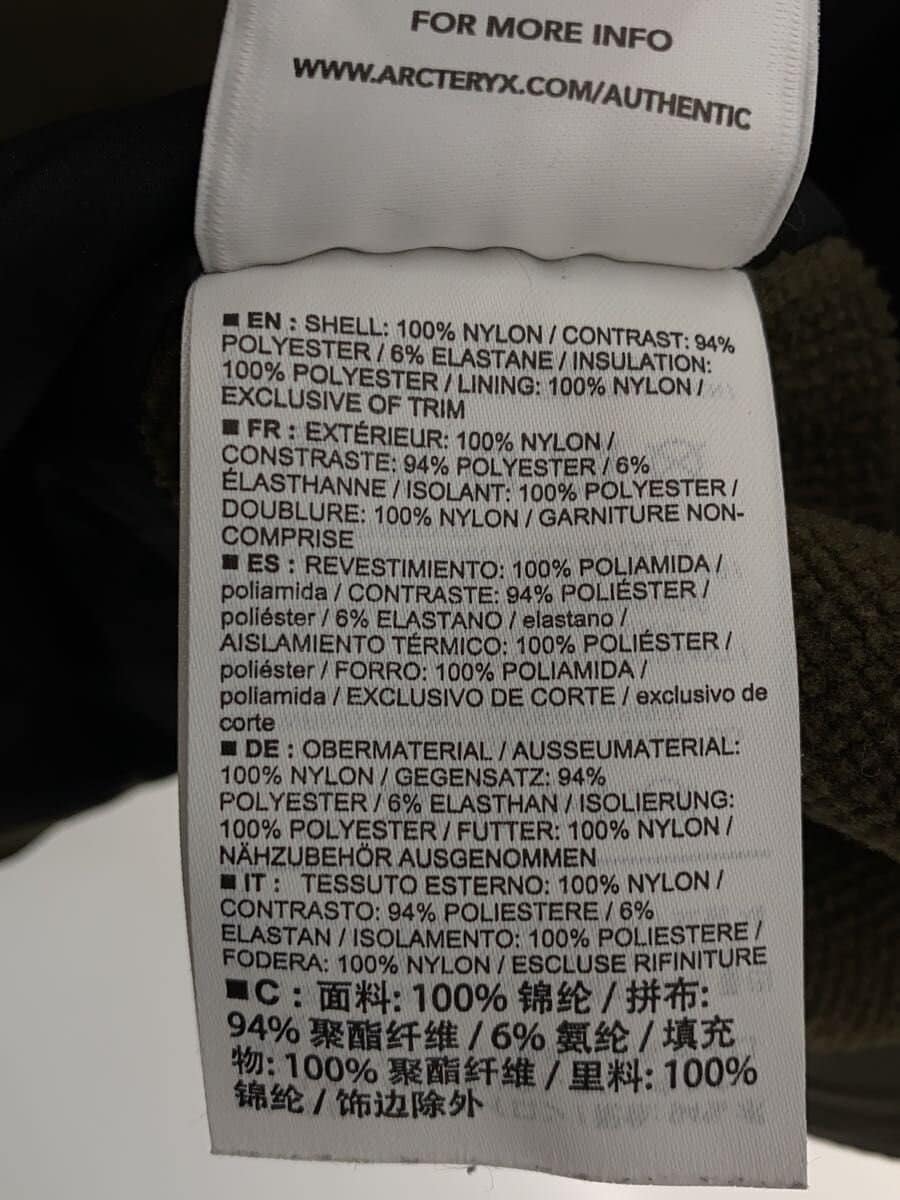 FOR MORE INFO
WWW.ARCTERYX.COM/AUTHENTIC
■ EN : SHELL: 100% NYLON / CONTRAST: 94%
POLYESTER / 6% ELASTANE / INSULATION:
100% POLYESTER / LINING: 100% NYLON /
EXCLUSIVE OF TRIM
■ FR : EXTÉRIEUR: 100% NYLON /
CONSTRASTE: 94% POLYESTER / 6%
ÉLASTHANNE / ISOLANT: 100% POLYESTER /
DOUBLURE: 100% NYLON / GARNITURE NON-
COMPRISE
■ ES : REVESTIMIENTO: 100% POLIAMIDA /
poliamida / CONTRASTE: 94% POLIÉSTER /
poliéster / 6% ELASTANO / elastano /
AISLAMIENTO TÉRMICO: 100% POLIÉSTER /
poliéster / FORRO: 100% POLIAMIDA /
poliamida / EXCLUSIVO DE CORTE / exclusivo de
corte
■ DE : OBERMATERIAL / AUSSEUMATERIAL:
100% NYLON / GEGENSATZ: 94%
POLYESTER / 6% ELASTHAN / ISOLIERUNG:
100% POLYESTER / FUTTER: 100% NYLON /
NÄHZUBEHÖR AUSGENOMMEN
■ IT : TESSUTO ESTERNO: 100% NYLON /
CONTRASTO: 94% POLIESTERE / 6%
ELASTAN / ISOLAMENTO: 100% POLIESTERE /
FODERA: 100% NYLON / ESCLUSE RIFINITURE
■ C : 面料: 100% 锦纶 / 拼布:
94% 聚酯纤维 / 6% 氨纶 / 填充
物: 100% 聚酯纤维 / 里料: 100%
锦纶 / 饰边除外